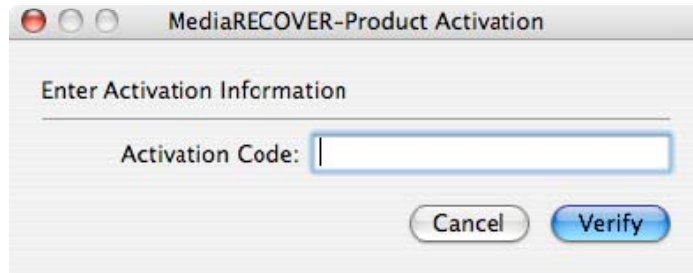 MediaRECOVER-Product Activation
Enter Activation Information
Activation Code:
Cancel Verify